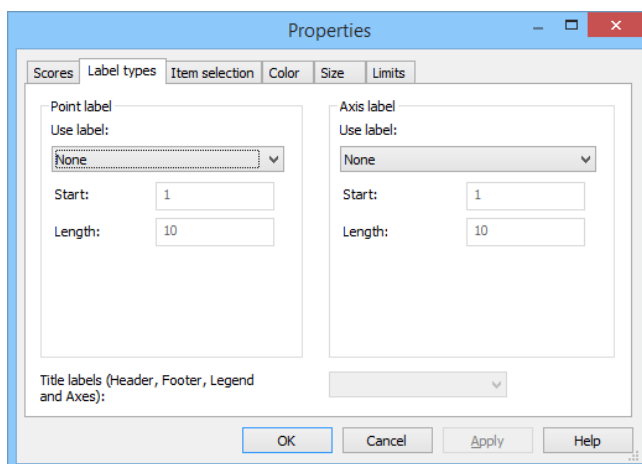 Properties
Scores Label types Item selection Color Size Limits
Point label
Use label:
None
Start: 1
Length: 10
Axis label
Use label:
None
Start: 1
Length: 10
Title labels (Header, Footer, Legend
and Axes):
OK Cancel Apply Help